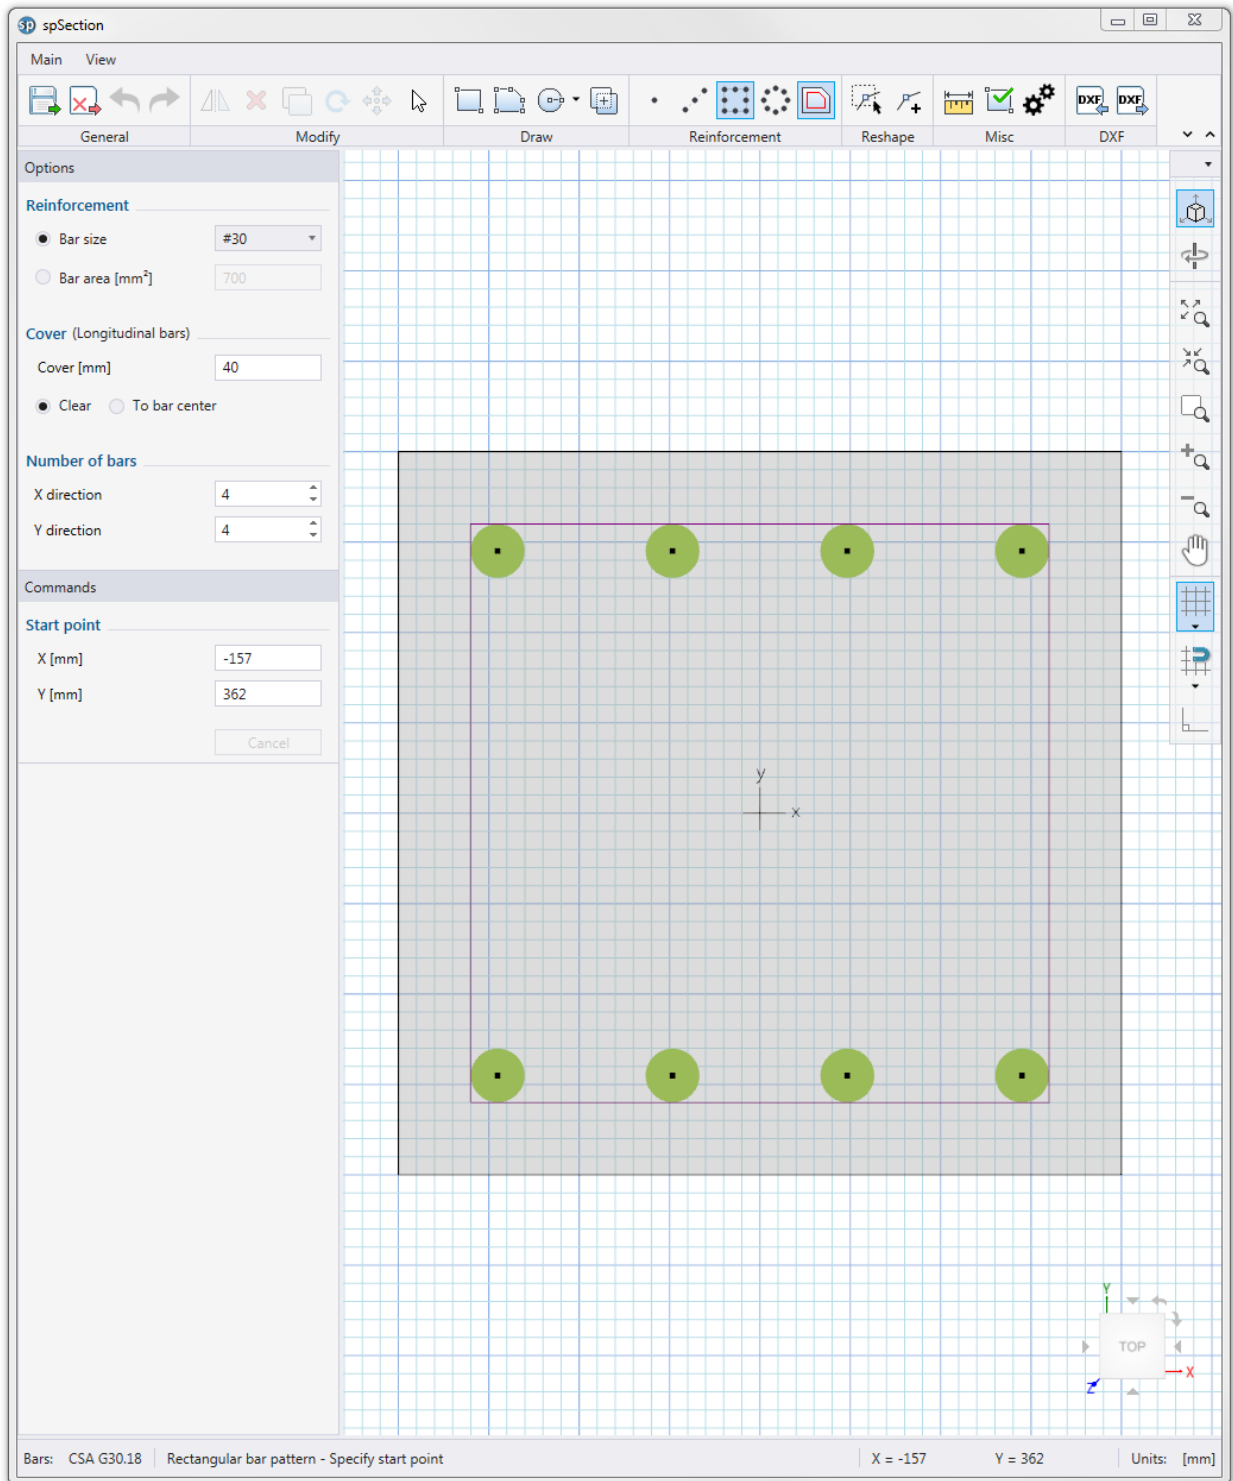 sp spSection
Main View
DXF DXF
General Modify Draw Reinforcement Reshape Misc DXF
Options
Reinforcement
Bar size #30
Bar area [mm²] 700
Cover (Longitudinal bars)
Cover [mm] 40
Clear To bar center
Number of bars
X direction 4
Y direction 4
Commands
Start point
X [mm] -157
Y [mm] 362
Cancel
y
x
Y
TOP
X
Z
Bars: CSA G30.18 Rectangular bar pattern - Specify start point X = -157 Y = 362 Units: [mm]